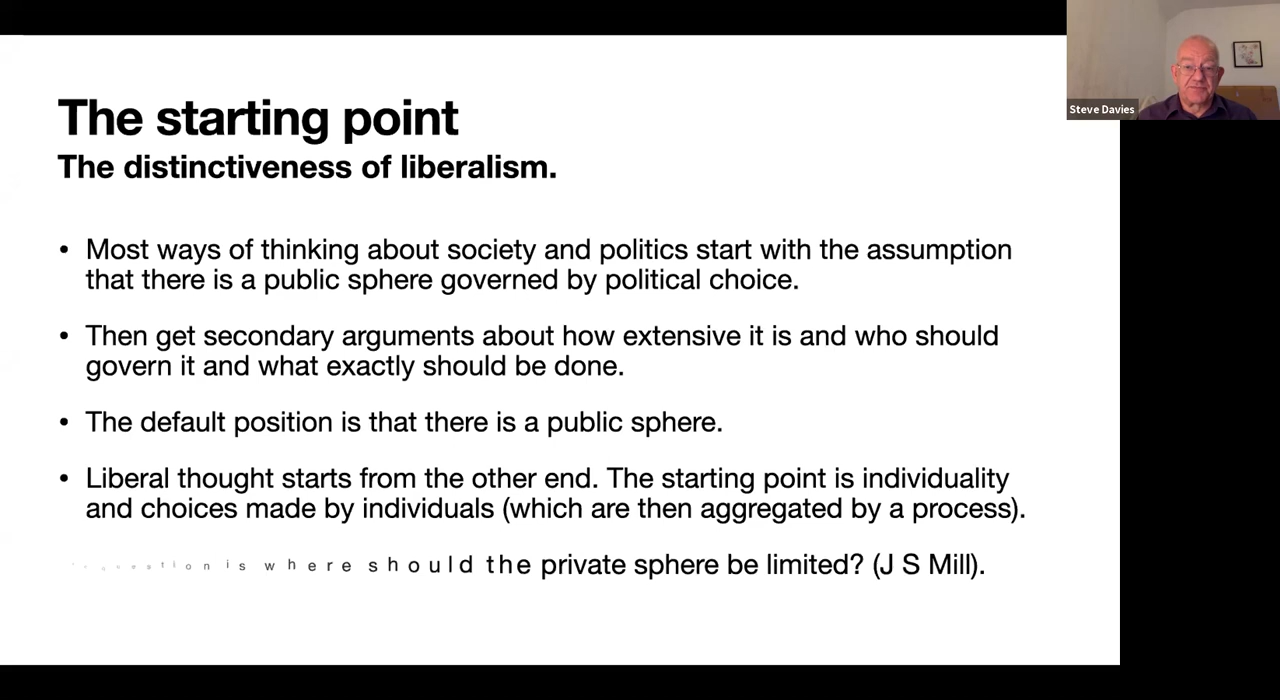 The starting point
The distinctiveness of liberalism.
• Most ways of thinking about society and politics start with the assumption
that there is a public sphere governed by political choice.
• Then get secondary arguments about how extensive it is and who should
govern it and what exactly should be done.
• The default position is that there is a public sphere.
• Liberal thought starts from the other end. The starting point is individuality
and choices made by individuals (which are then aggregated by a process).
question is where should the private sphere be limited? (J S Mill).
Steve Davies